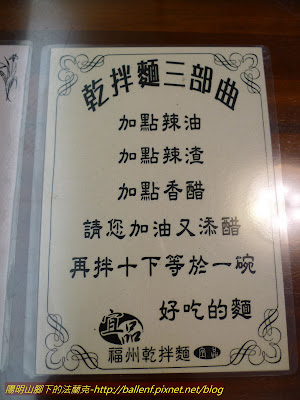 乾拌麵三部曲
加點辣油
加點辣渣
加點香醋
請您加油又添醋
再拌十下等於一碗
好吃的麵
宜品
福州乾拌麵
陽明山腳下的法蘭克-http://ballenf.pixnet.net/blog